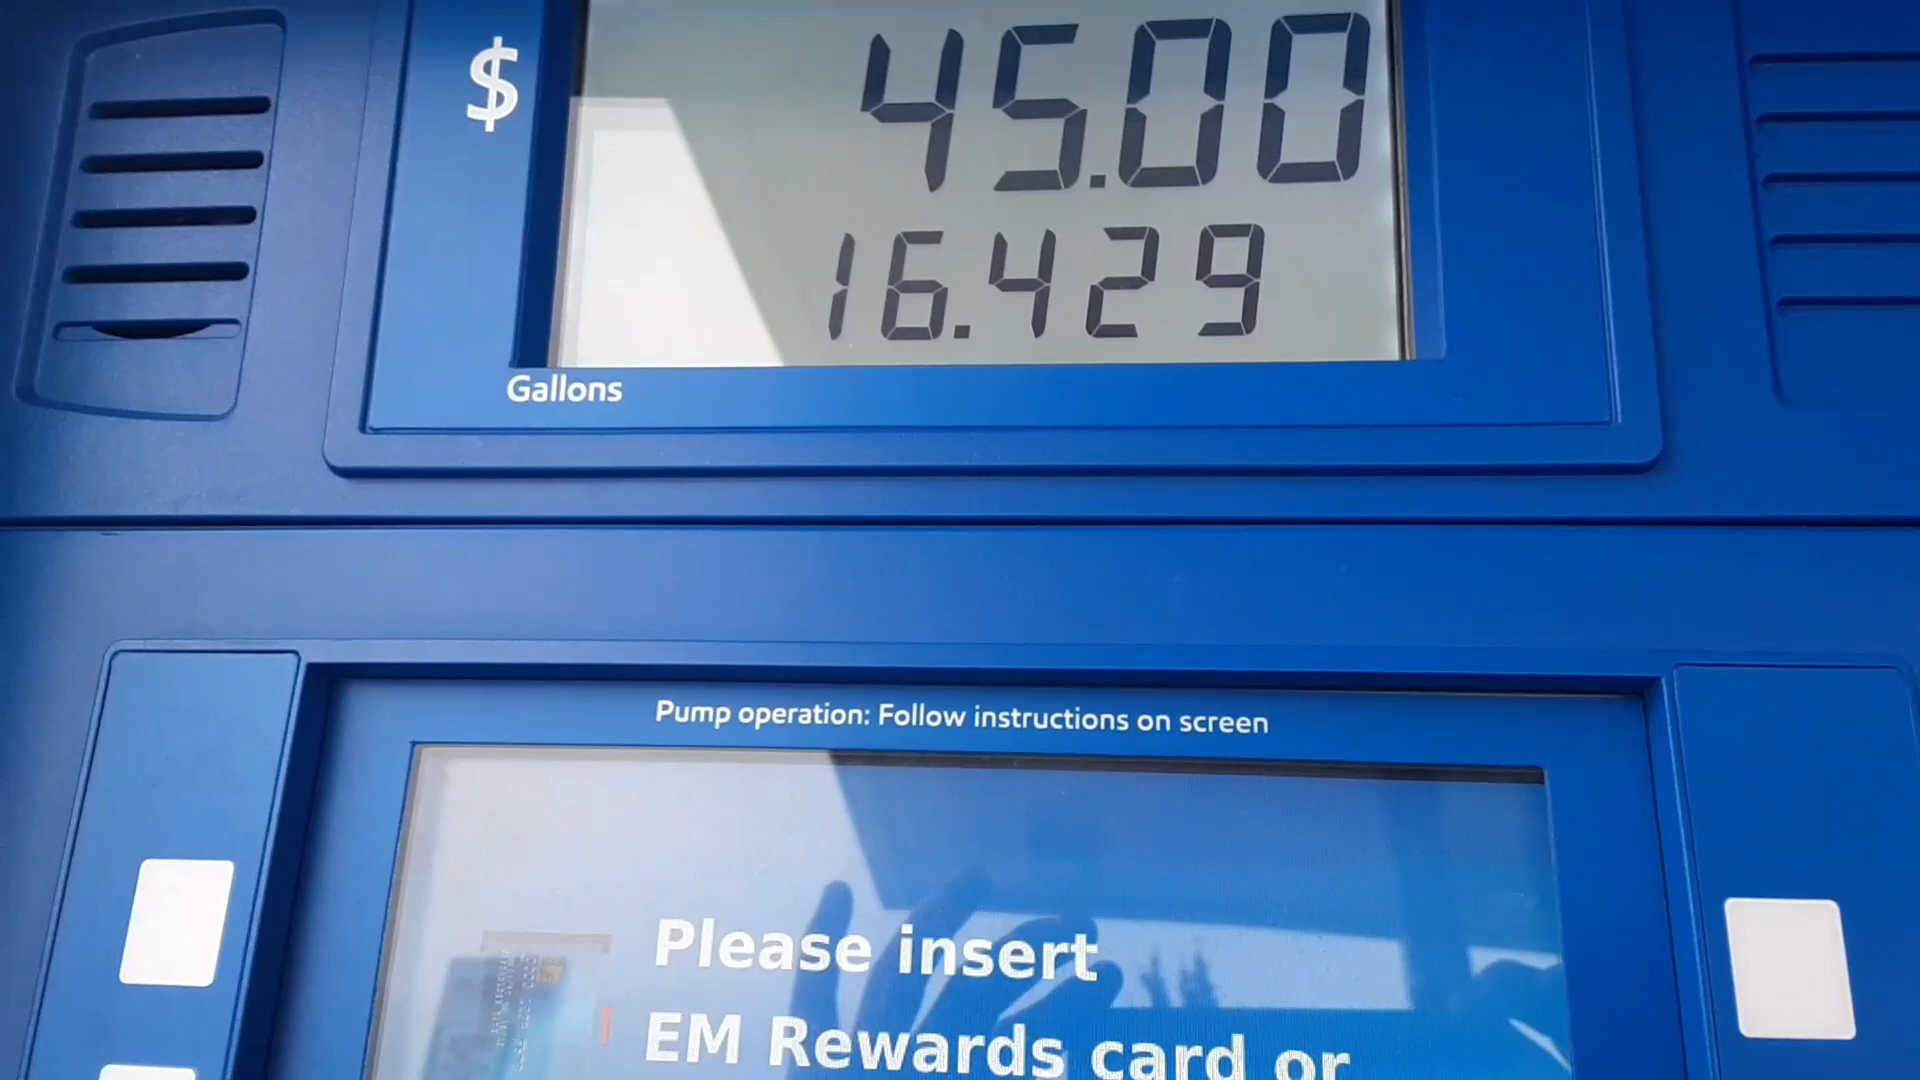 $ 45.00
16.429
Gallons
Pump operation: Follow instructions on screen
Please insert
EM Rewards card or